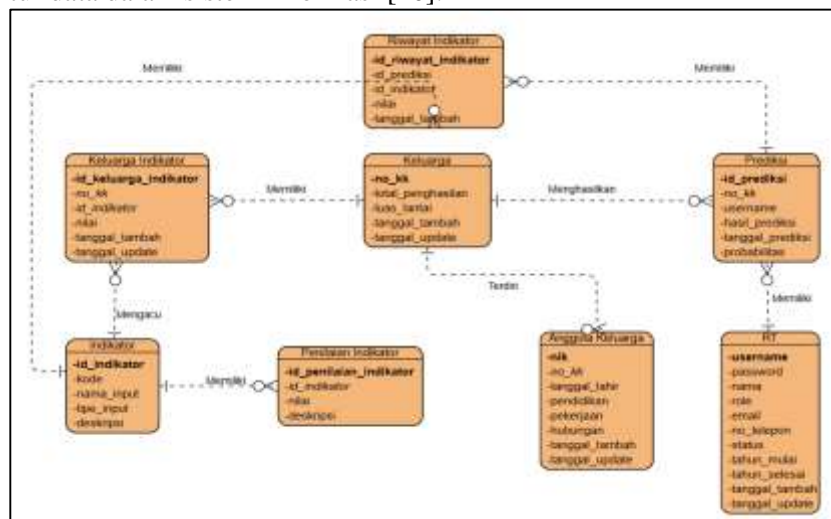 Riwayat Indikator
-id_riwayat_indikator
-id_prediksi
-id_indikator
-nilai
-tanggal_tambah
Memiliki
Memiliki
Keluarga Indikator
-id_keluarga_indikator
-no_kk
-id_indikator
-nilai
-tanggal_tambah
-tanggal_update
Memiliki
Keluarga
-no_kk
-total_penghasilan
-luas_lantai
-tanggal_tambah
-tanggal_update
Menghasilkan
Prediksi
-id_prediksi
-no_kk
-username
-hasil_prediksi
-tanggal_prediksi
-probabilitas
Mengacu
Terdiri
Memiliki
Indikator
-id_indikator
-kode
-nama_input
-tipe_input
-deskripsi
Memiliki
Penilaian Indikator
-id_penilaian_indikator
-id_indikator
-nilai
-deskripsi
Anggota Keluarga
-nik
-no_kk
-tanggal_lahir
-pendidikan
-pekerjaan
-hubungan
-tanggal_tambah
-tanggal_update
RT
-username
-password
-nama
-role
-email
-no_telepon
-status
-tahun_mulai
-tahun_selesai
-tanggal_tambah
-tanggal_update